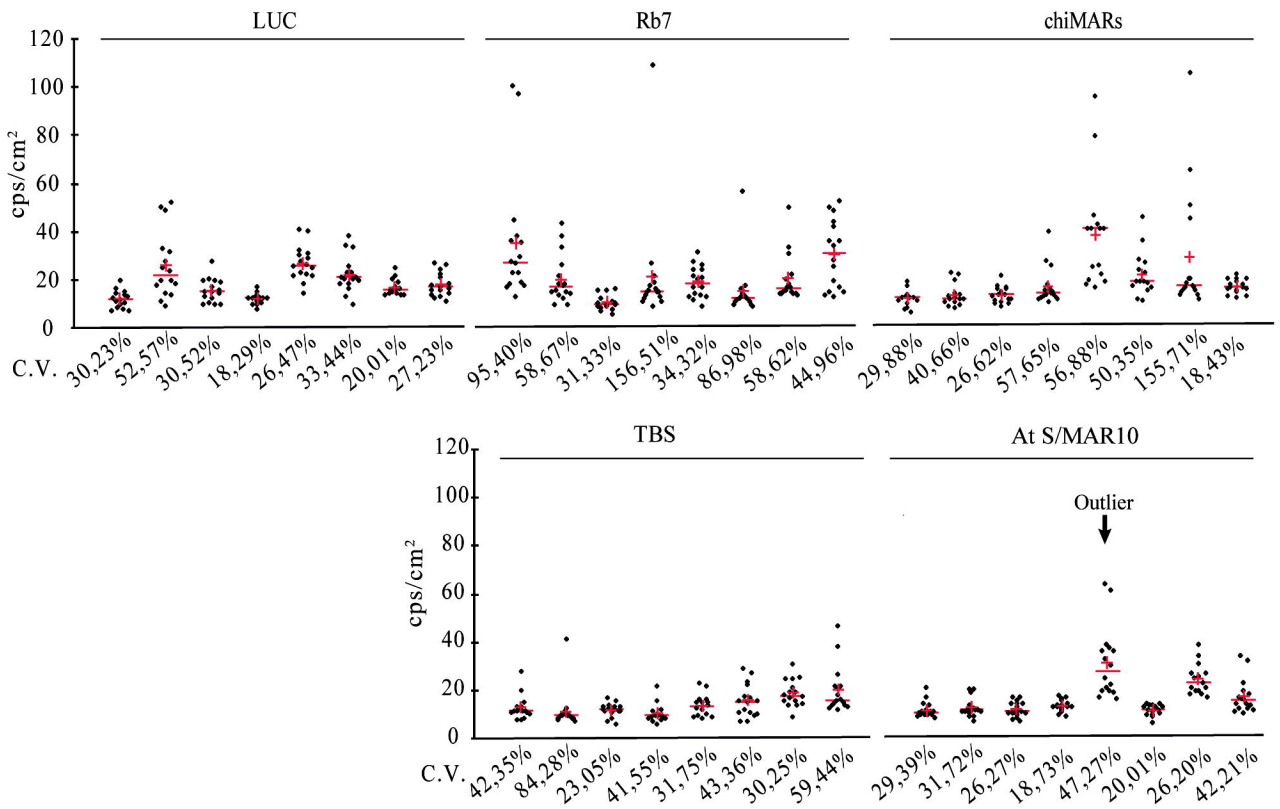 LUC Rb7 chiMARs
120
100
80
60
40
20
0
cps/cm²
C.V. 30,23% 52,57% 30,52% 18,29% 26,47% 33,44% 20,01% 27,23% 95,40% 58,67% 31,33% 156,51% 34,32% 86,98% 58,62% 44,96% 29,88% 40,66% 26,62% 57,65% 56,88% 50,35% 155,71% 18,43%
TBS At S/MAR10
120
100
80
60
40
20
0
cps/cm²
Outlier
C.V. 42,35% 84,28% 23,05% 41,55% 31,75% 43,36% 30,25% 59,44% 29,39% 31,72% 26,27% 18,73% 47,27% 20,01% 26,20% 42,21%